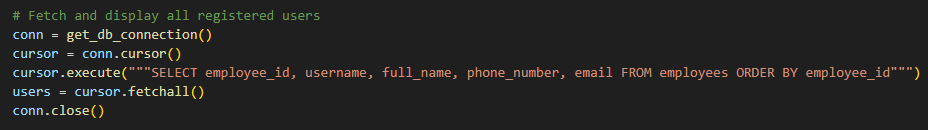 # Fetch and display all registered users
conn = get_db_connection()
cursor = conn.cursor()
cursor.execute("""SELECT employee_id, username, full_name, phone_number, email FROM employees ORDER BY employee_id""")
users = cursor.fetchall()
conn.close()